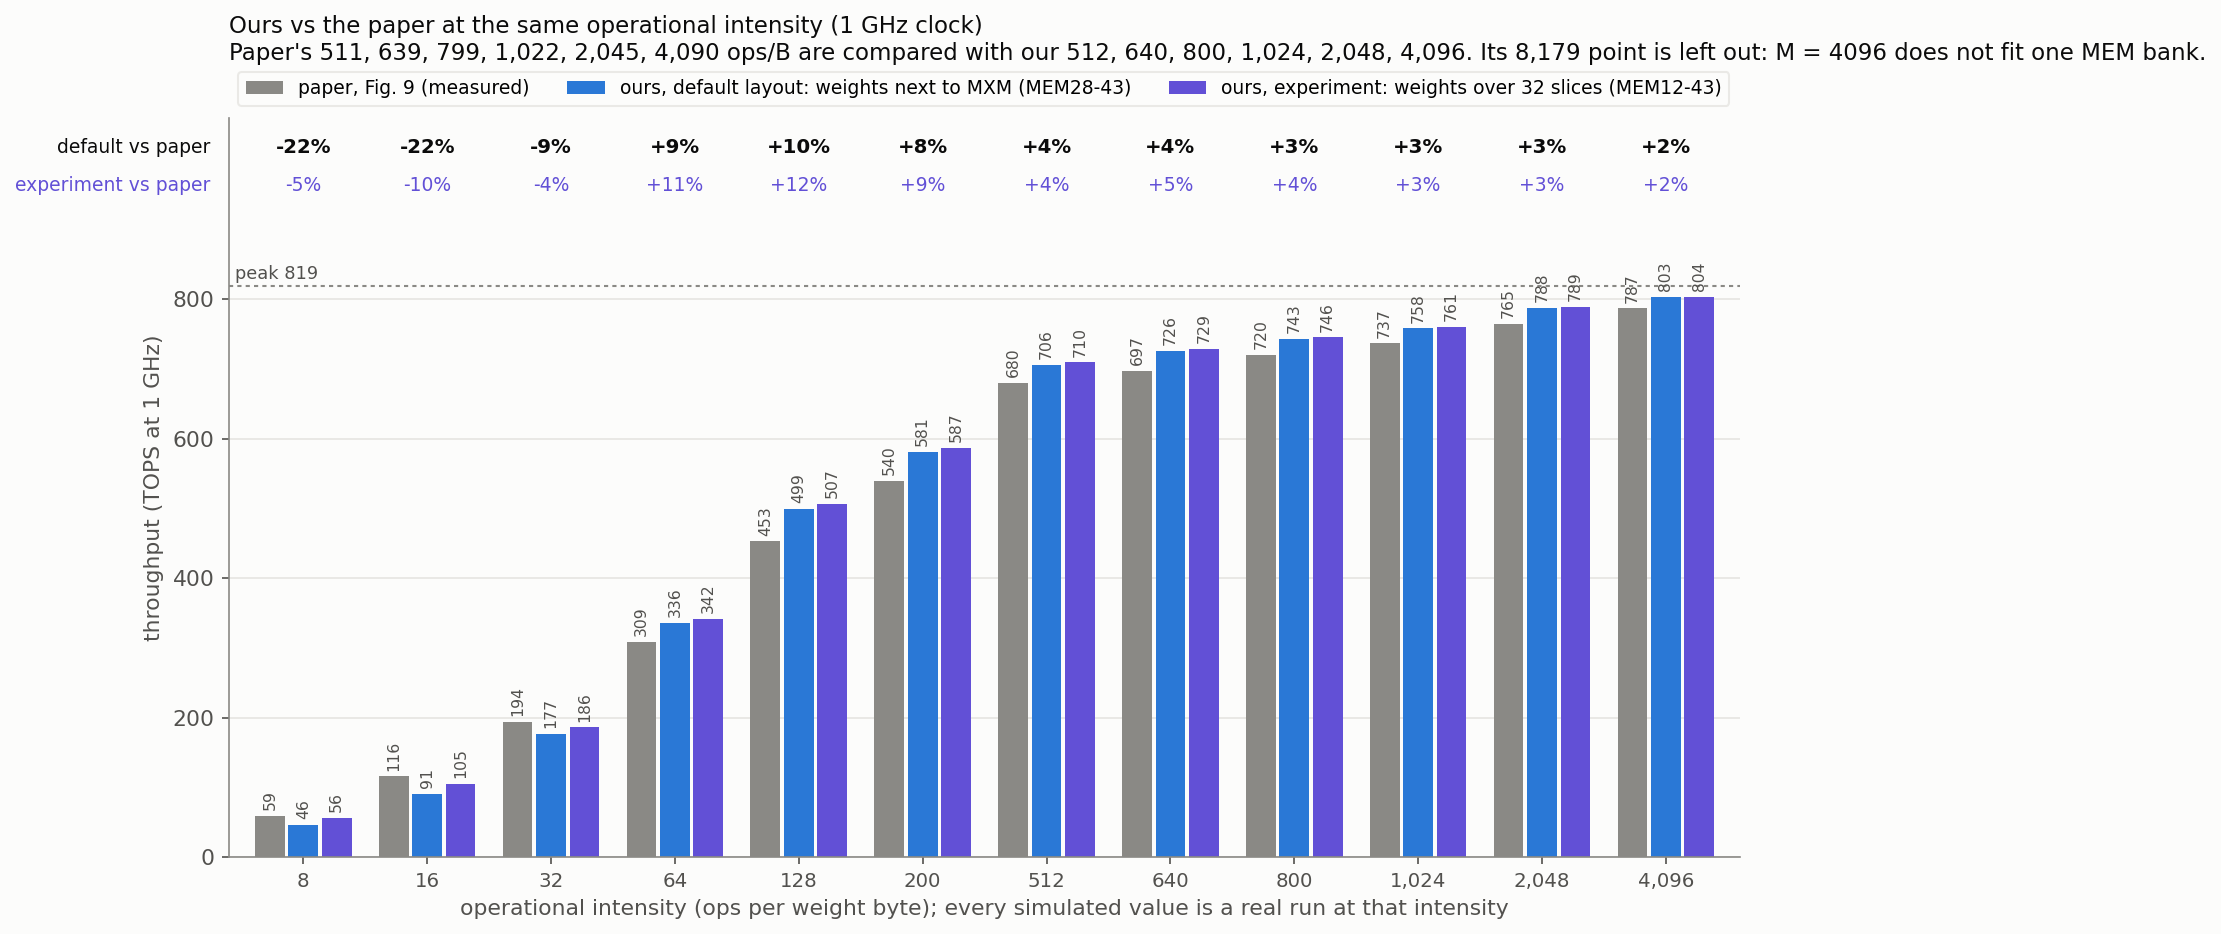 Ours vs the paper at the same operational intensity (1 GHz clock)
Paper's 511, 639, 799, 1,022, 2,045, 4,090 ops/B are compared with our 512, 640, 800, 1,024, 2,048, 4,096. Its 8,179 point is left out: M = 4096 does not fit one MEM bank.
paper, Fig. 9 (measured)
ours, default layout: weights next to MXM (MEM28-43)
ours, experiment: weights over 32 slices (MEM12-43)
default vs paper -22% -22% -9% +9% +10% +8% +4% +4% +3% +3% +3% +2%
experiment vs paper -5% -10% -4% +11% +12% +9% +4% +5% +4% +3% +3% +2%
peak 819
throughput (TOPS at 1 GHz)
800
600
400
200
0
59 46 56
116 91 105
194 177 186
309 336 342
453 499 507
540 581 587
680 706 710
697 726 729
720 743 746
737 758 761
765 788 789
787 803 804
8 16 32 64 128 200 512 640 800 1,024 2,048 4,096
operational intensity (ops per weight byte); every simulated value is a real run at that intensity